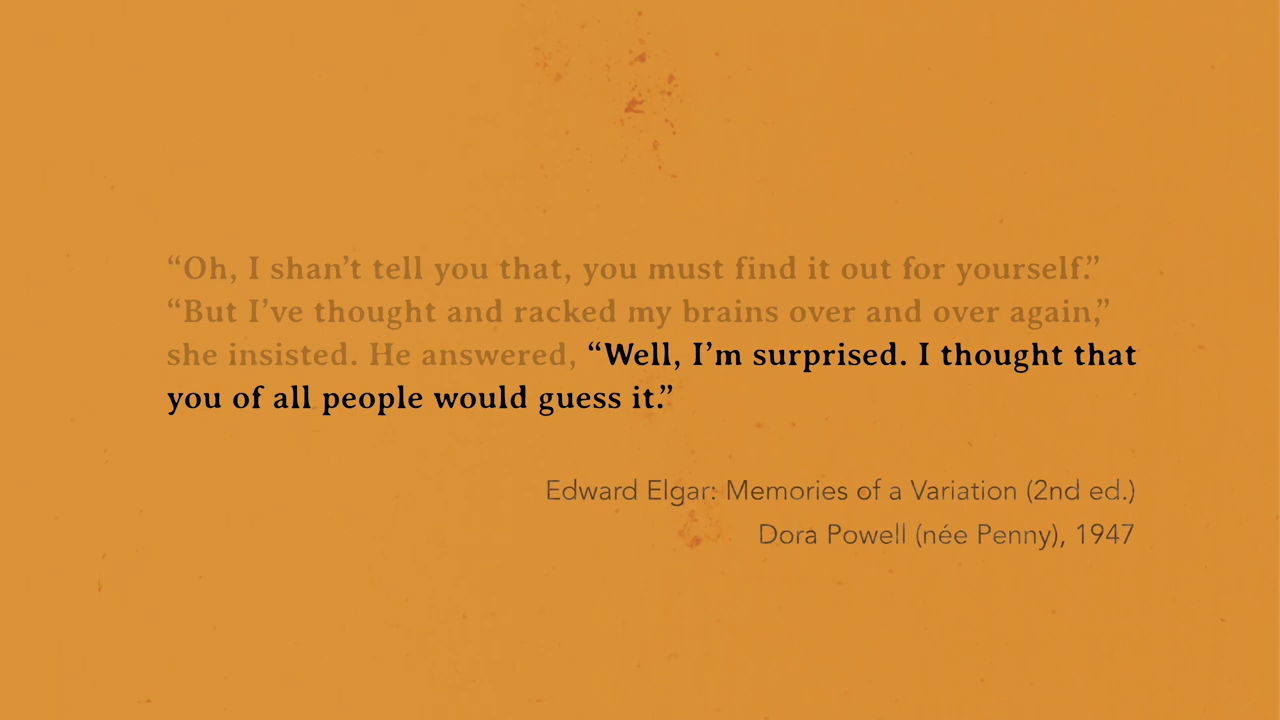 “Oh, I shan’t tell you that, you must find it out for yourself.”
“But I’ve thought and racked my brains over and over again,”
she insisted. He answered, “Well, I’m surprised. I thought that
you of all people would guess it.”
Edward Elgar: Memories of a Variation (2nd ed.)
Dora Powell (née Penny), 1947